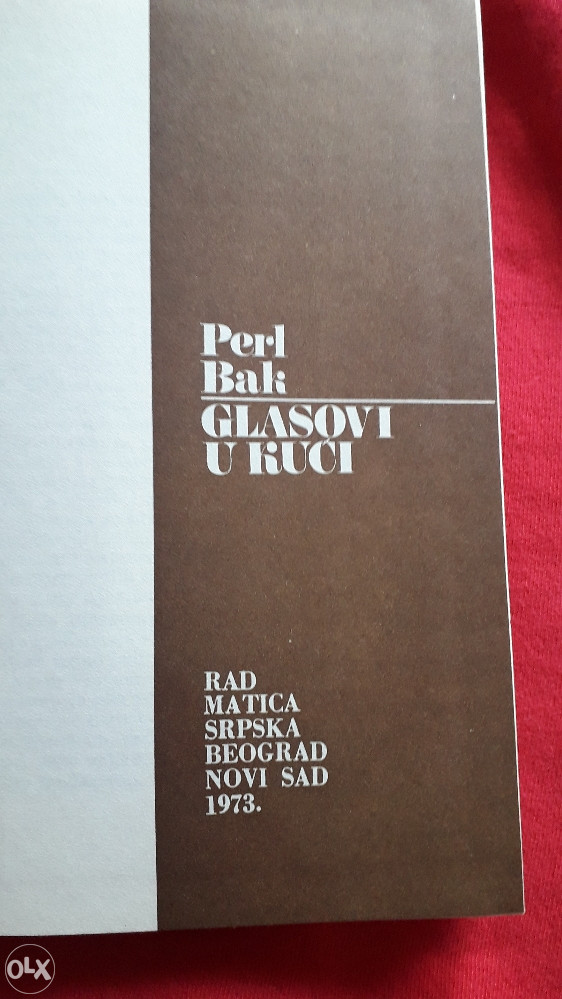 Perl
Bak
GLASOVI
U KUĆI
RAD
MATICA
SRPSKA
BEOGRAD
NOVI SAD
1973.
OLX